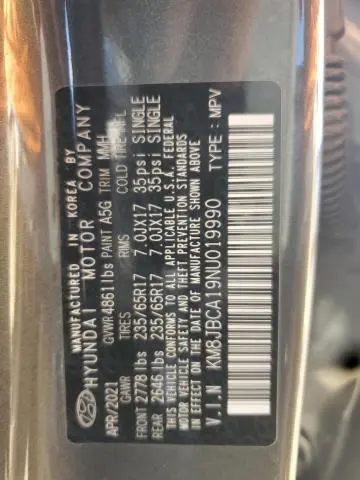 MANUFACTURED IN KOREA BY
HYUNDAI MOTOR COMPANY
APR/2021 GVWR 4861lbs PAINT A5G TRIM MMH
GAWR TIRES RIMS COLD TIRE INFL
FRONT 2778 lbs 235/65R17 7.0JX17 35psi SINGLE
REAR 2646 lbs 235/65R17 7.0JX17 35psi SINGLE
THIS VEHICLE CONFORMS TO ALL APPLICABLE U.S.A. FEDERAL
MOTOR VEHICLE SAFETY, THEFT PREVENTION STANDARDS
IN EFFECT ON THE DATE OF MANUFACTURE SHOWN ABOVE
V.I.N KM8JBCA19NU019990 TYPE : MPV